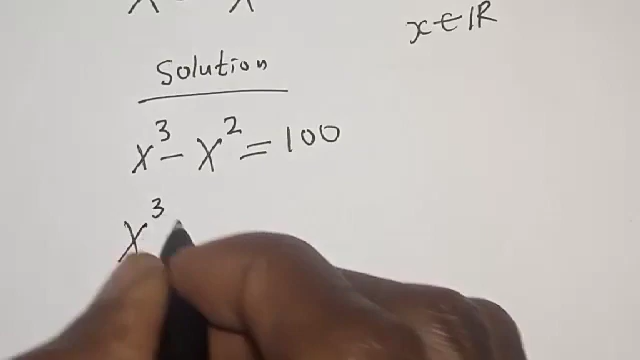 x ∈ ℝ
Solution
x³ - x² = 100
x³